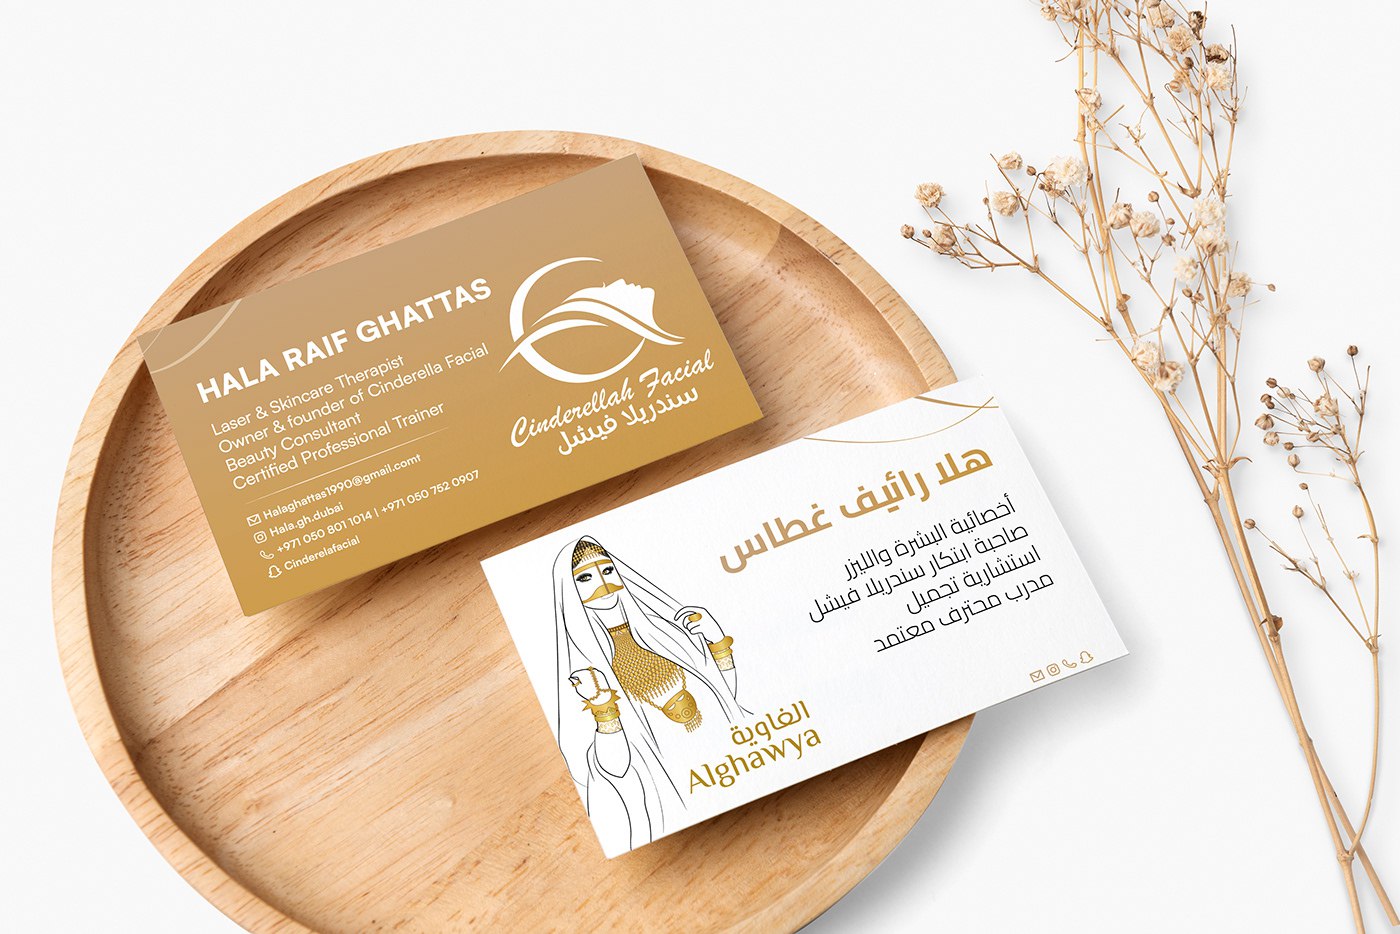 HALA RAIF GHATTAS
Laser & Skincare Therapist
Owner & founder of Cinderella Facial
Beauty Consultant
Certified Professional Trainer
Halaghattas1990@gmail.comt
Hala.gh.dubai
+971 050 801 1014 | +971 050 752 0907
Cinderelafacial
Cinderellah Facial
سندريلا فيشل
هلا رائيف غطاس
أخصائية البشرة والليزر
صاحبة ابتكار سندريلا فيشل
استشارية تجميل
مدرب محترف معتمد
الغاوية
Alghawya